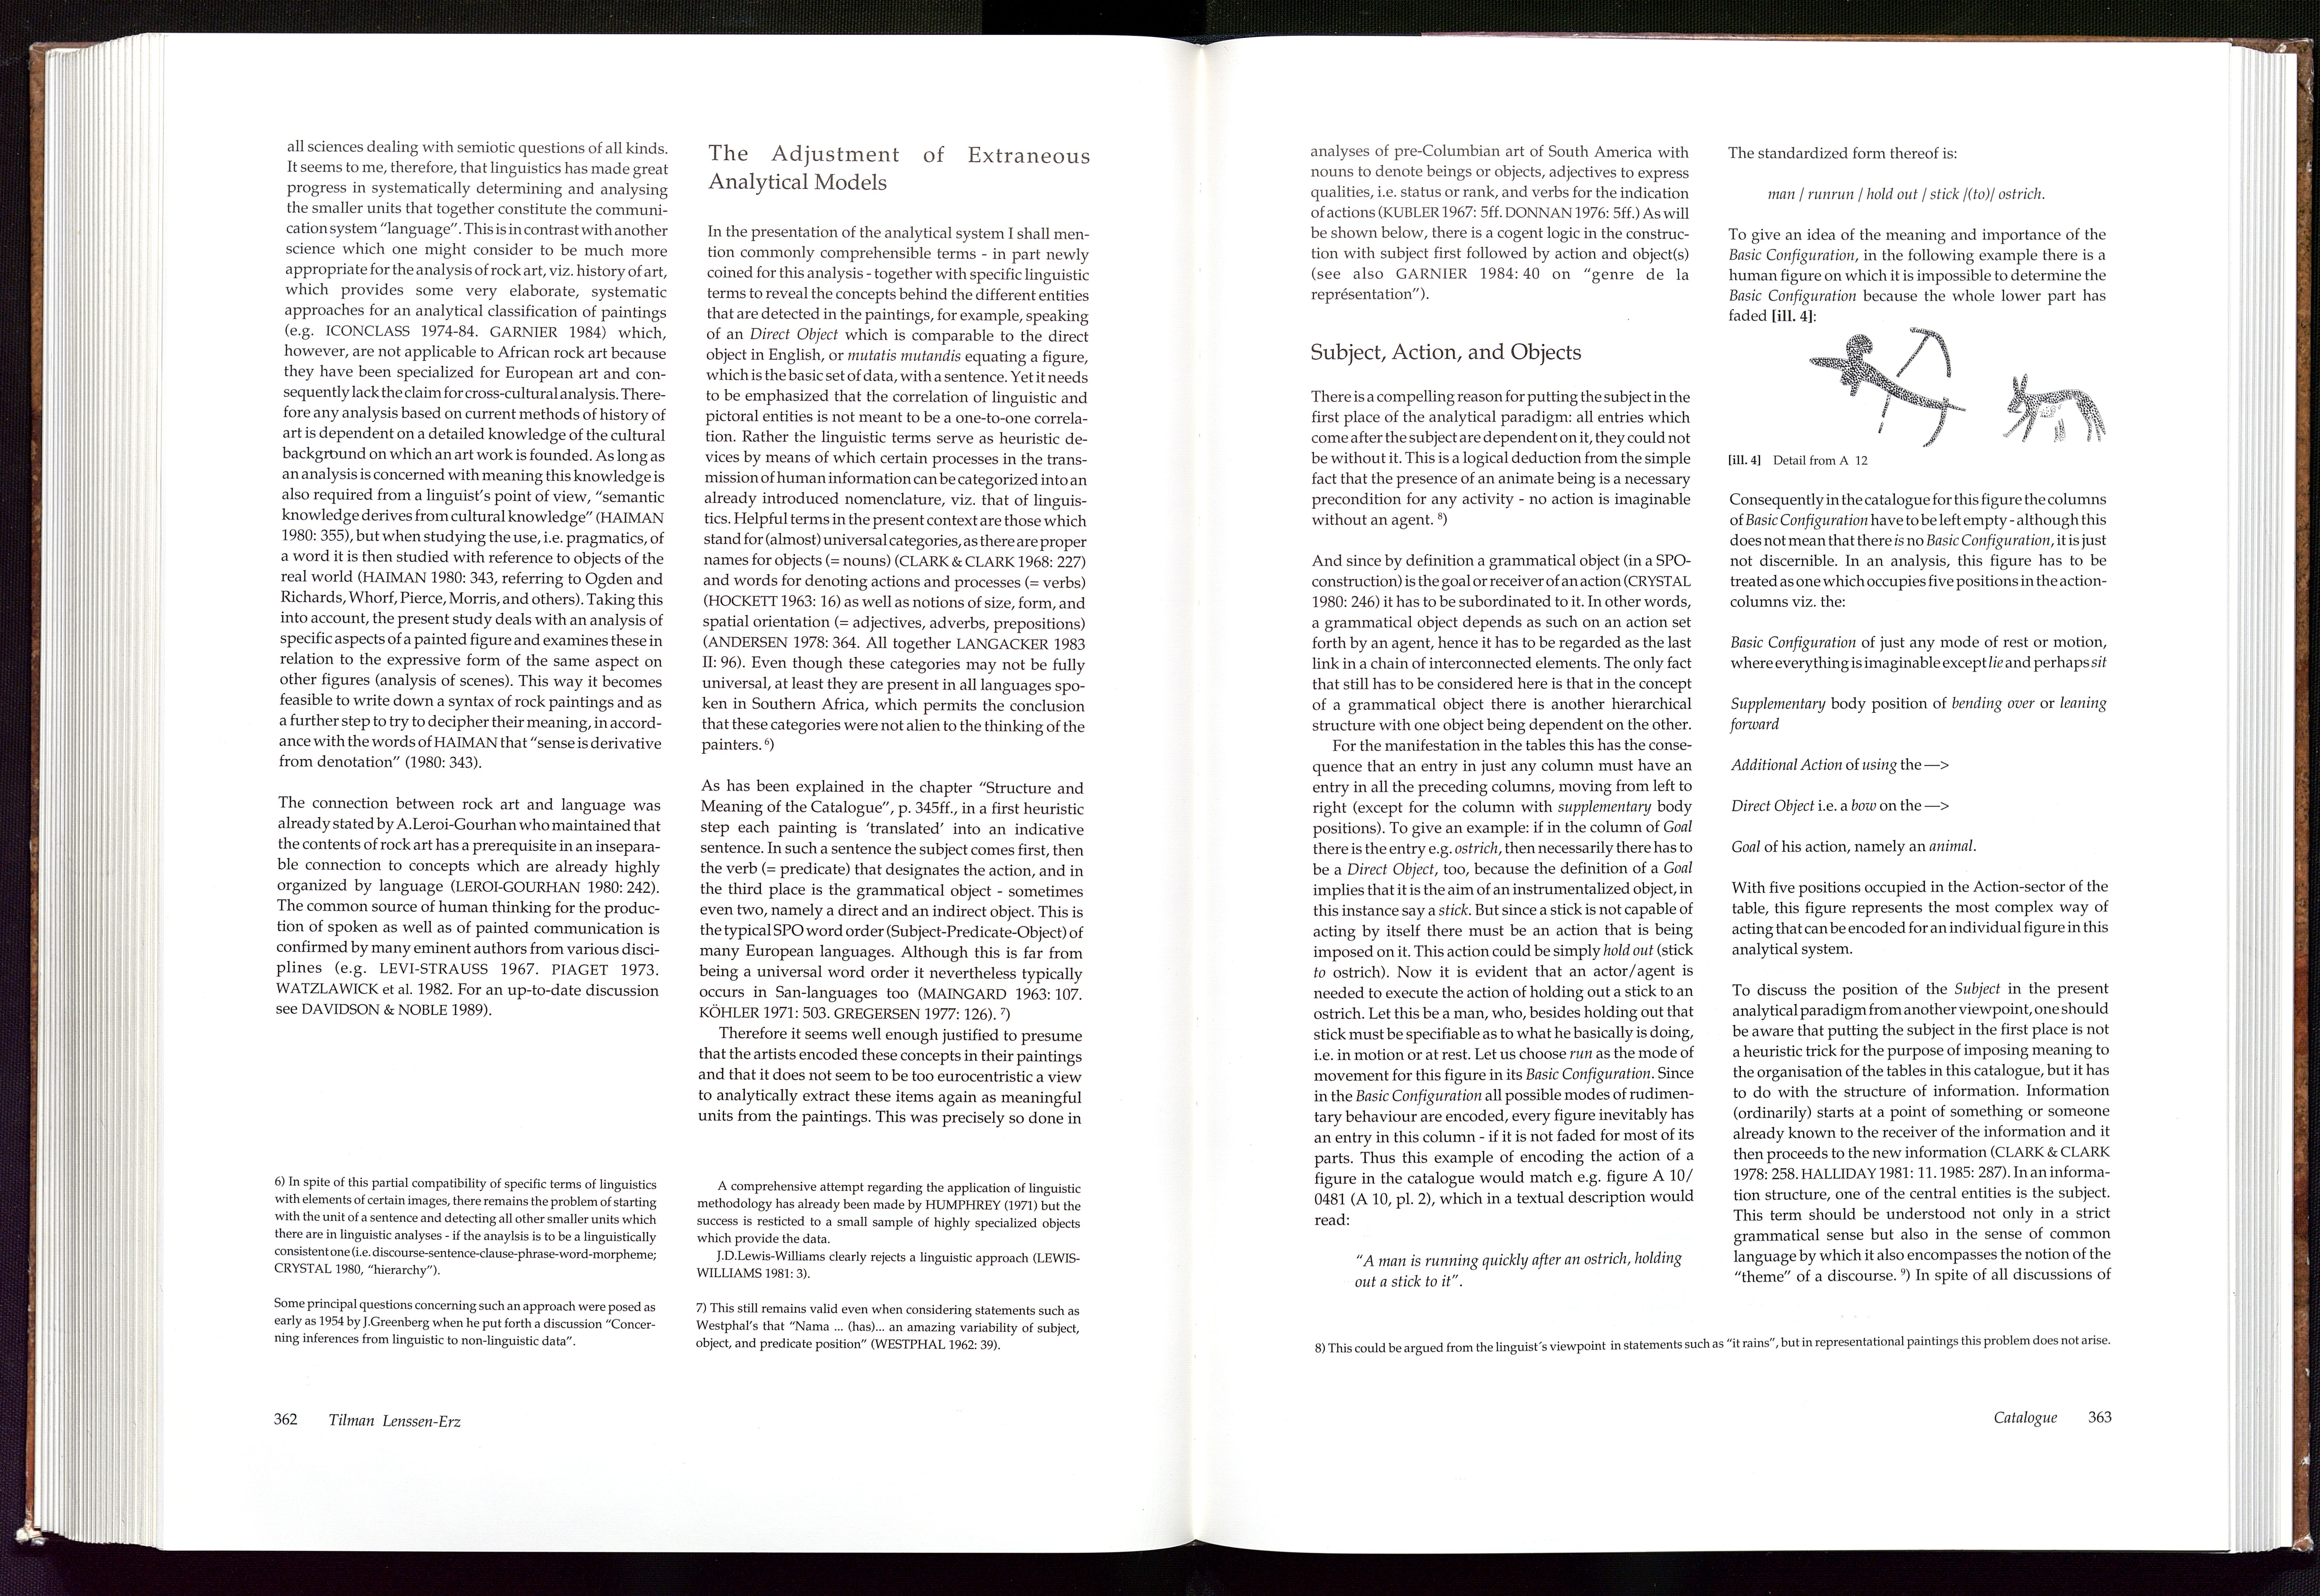 all sciences dealing with semiotic questions of all kinds.
It seems to me, therefore, that linguistics has made great
progress in systematically determining and analysing
the smaller units that together constitute the communi-
cation system "language". This is in contrast with another
science which one might consider to be much more
appropriate for the analysis of rock art, viz. history of art,
which provides some very elaborate, systematic
approaches for an analytical classification of paintings
(e.g. ICONCLASS 1974-84. GARNIER 1984) which,
however, are not applicable to African rock art because
they have been specialized for European art and con-
sequently lack the claim for cross-cultural analysis. There-
fore any analysis based on current methods of history of
art is dependent on a detailed knowledge of the cultural
background on which an art work is founded. As long as
an analysis is concerned with meaning this knowledge is
also required from a linguist's point of view, "semantic
knowledge derives from cultural knowledge" (HAIMAN
1980: 355), but when studying the use, i.e. pragmatics, of
a word it is then studied with reference to objects of the
real world (HAIMAN 1980: 343, referring to Ogden and
Richards, Whorf, Pierce, Morris, and others). Taking this
into account, the present study deals with an analysis of
specific aspects of a painted figure and examines these in
relation to the expressive form of the same aspect on
other figures (analysis of scenes). This way it becomes
feasible to write down a syntax of rock paintings and as
a further step to try to decipher their meaning, in accord-
ance with the words of HAIMAN that "sense is derivative
from denotation" (1980: 343).
The connection between rock art and language was
already stated by A.Leroi-Gourhan who maintained that
the contents of rock art has a prerequisite in an insepara-
ble connection to concepts which are already highly
organized by language (LEROI-GOURHAN 1980: 242).
The common source of human thinking for the produc-
tion of spoken as well as of painted communication is
confirmed by many eminent authors from various disci-
plines (e.g. LEVI-STRAUSS 1967. PIAGET 1973.
WATZLAWICK et al. 1982. For an up-to-date discussion
see DAVIDSON & NOBLE 1989).
The Adjustment of Extraneous
Analytical Models
In the presentation of the analytical system I shall men-
tion commonly comprehensible terms - in part newly
coined for this analysis - together with specific linguistic
terms to reveal the concepts behind the different entities
that are detected in the paintings, for example, speaking
of an Direct Object which is comparable to the direct
object in English, or mutatis mutandis equating a figure,
which is the basic set of data, with a sentence. Yet it needs
to be emphasized that the correlation of linguistic and
pictoral entities is not meant to be a one-to-one correla-
tion. Rather the linguistic terms serve as heuristic de-
vices by means of which certain processes in the trans-
mission of human information can be categorized into an
already introduced nomenclature, viz. that of linguis-
tics. Helpful terms in the present context are those which
stand for (almost) universal categories, as there are proper
names for objects (= nouns) (CLARK & CLARK 1968: 227)
and words for denoting actions and processes (= verbs)
(HOCKETT 1963: 16) as well as notions of size, form, and
spatial orientation (= adjectives, adverbs, prepositions)
(ANDERSEN 1978: 364. All together LANGACKER 1983
II: 96). Even though these categories may not be fully
universal, at least they are present in all languages spo-
ken in Southern Africa, which permits the conclusion
that these categories were not alien to the thinking of the
painters. 6)
As has been explained in the chapter "Structure and
Meaning of the Catalogue", p. 345ff., in a first heuristic
step each painting is 'translated' into an indicative
sentence. In such a sentence the subject comes first, then
the verb (= predicate) that designates the action, and in
the third place is the grammatical object - sometimes
even two, namely a direct and an indirect object. This is
the typical SPO word order (Subject-Predicate-Object) of
many European languages. Although this is far from
being a universal word order it nevertheless typically
occurs in San-languages too (MAINGARD 1963: 107.
KÖHLER 1971: 503. GREGERSEN 1977: 126). 7)
Therefore it seems well enough justified to presume
that the artists encoded these concepts in their paintings
and that it does not seem to be too eurocentristic a view
to analytically extract these items again as meaningful
units from the paintings. This was precisely so done in
6) In spite of this partial compatibility of specific terms of linguistics
with elements of certain images, there remains the problem of starting
with the unit of a sentence and detecting all other smaller units which
there are in linguistic analyses - if the anaylsis is to be a linguistically
consistent one (i.e. discourse-sentence-clause-phrase-word-morpheme;
CRYSTAL 1980, "hierarchy").
Some principal questions concerning such an approach were posed as
early as 1954 by J.Greenberg when he put forth a discussion "Concer-
ning inferences from linguistic to non-linguistic data".
A comprehensive attempt regarding the application of linguistic
methodology has already been made by HUMPHREY (1971) but the
success is resticted to a small sample of highly specialized objects
which provide the data.
J.D.Lewis-Williams clearly rejects a linguistic approach (LEWIS-
WILLIAMS 1981: 3).
7) This still remains valid even when considering statements such as
Westphal's that "Nama ... (has)... an amazing variability of subject,
object, and predicate position" (WESTPHAL 1962: 39).
362 Tilman Lenssen-Erz
analyses of pre-Columbian art of South America with
nouns to denote beings or objects, adjectives to express
qualities, i.e. status or rank, and verbs for the indication
of actions (KUBLER 1967: 5ff. DONNAN 1976: 5ff.) As will
be shown below, there is a cogent logic in the construc-
tion with subject first followed by action and object(s)
(see also GARNIER 1984: 40 on "genre de la
représentation").
Subject, Action, and Objects
There is a compelling reason for putting the subject in the
first place of the analytical paradigm: all entries which
come after the subject are dependent on it, they could not
be without it. This is a logical deduction from the simple
fact that the presence of an animate being is a necessary
precondition for any activity - no action is imaginable
without an agent. 8)
And since by definition a grammatical object (in a SPO-
construction) is the goal or receiver of an action (CRYSTAL
1980: 246) it has to be subordinated to it. In other words,
a grammatical object depends as such on an action set
forth by an agent, hence it has to be regarded as the last
link in a chain of interconnected elements. The only fact
that still has to be considered here is that in the concept
of a grammatical object there is another hierarchical
structure with one object being dependent on the other.
For the manifestation in the tables this has the conse-
quence that an entry in just any column must have an
entry in all the preceding columns, moving from left to
right (except for the column with supplementary body
positions). To give an example: if in the column of Goal
there is the entry e.g. ostrich, then necessarily there has to
be a Direct Object, too, because the definition of a Goal
implies that it is the aim of an instrumentalized object, in
this instance say a stick. But since a stick is not capable of
acting by itself there must be an action that is being
imposed on it. This action could be simply hold out (stick
to ostrich). Now it is evident that an actor/agent is
needed to execute the action of holding out a stick to an
ostrich. Let this be a man, who, besides holding out that
stick must be specifiable as to what he basically is doing,
i.e. in motion or at rest. Let us choose run as the mode of
movement for this figure in its Basic Configuration. Since
in the Basic Configuration all possible modes of rudimen-
tary behaviour are encoded, every figure inevitably has
an entry in this column - if it is not faded for most of its
parts. Thus this example of encoding the action of a
figure in the catalogue would match e.g. figure A 10/
0481 (A 10, pl. 2), which in a textual description would
read:
"A man is running quickly after an ostrich, holding
out a stick to it".
The standardized form thereof is:
man / runrun / hold out / stick /(to)/ ostrich.
To give an idea of the meaning and importance of the
Basic Configuration, in the following example there is a
human figure on which it is impossible to determine the
Basic Configuration because the whole lower part has
faded [ill. 4]:
[ill. 4] Detail from A 12
Consequently in the catalogue for this figure the columns
of Basic Configuration have to be left empty - although this
does not mean that there is no Basic Configuration, it is just
not discernible. In an analysis, this figure has to be
treated as one which occupies five positions in the action-
columns viz. the:
Basic Configuration of just any mode of rest or motion,
where everything is imaginable except lie and perhaps sit
Supplementary body position of bending over or leaning
forward
Additional Action of using the —>
Direct Object i.e. a bow on the —>
Goal of his action, namely an animal.
With five positions occupied in the Action-sector of the
table, this figure represents the most complex way of
acting that can be encoded for an individual figure in this
analytical system.
To discuss the position of the Subject in the present
analytical paradigm from another viewpoint, one should
be aware that putting the subject in the first place is not
a heuristic trick for the purpose of imposing meaning to
the organisation of the tables in this catalogue, but it has
to do with the structure of information. Information
(ordinarily) starts at a point of something or someone
already known to the receiver of the information and it
then proceeds to the new information (CLARK & CLARK
1978: 258. HALLIDAY 1981: 11. 1985: 287). In an informa-
tion structure, one of the central entities is the subject.
This term should be understood not only in a strict
grammatical sense but also in the sense of common
language by which it also encompasses the notion of the
"theme" of a discourse. 9) In spite of all discussions of
8) This could be argued from the linguist´s viewpoint in statements such as "it rains", but in representational paintings this problem does not arise.
Catalogue 363